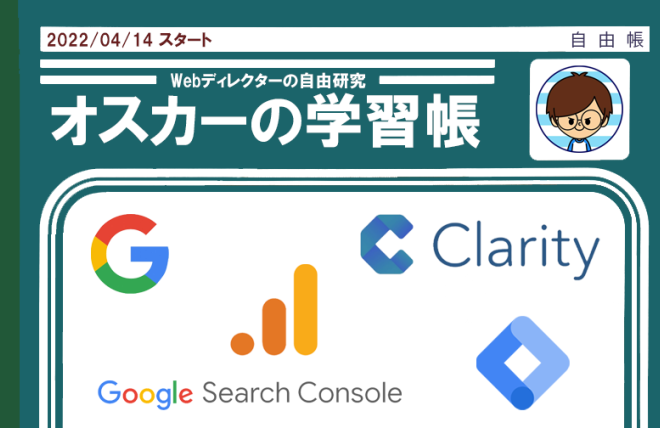 2022/04/14 スタート
自由帳
Webディレクターの自由研究
オスカーの学習帳
G
Clarity
Google Search Console